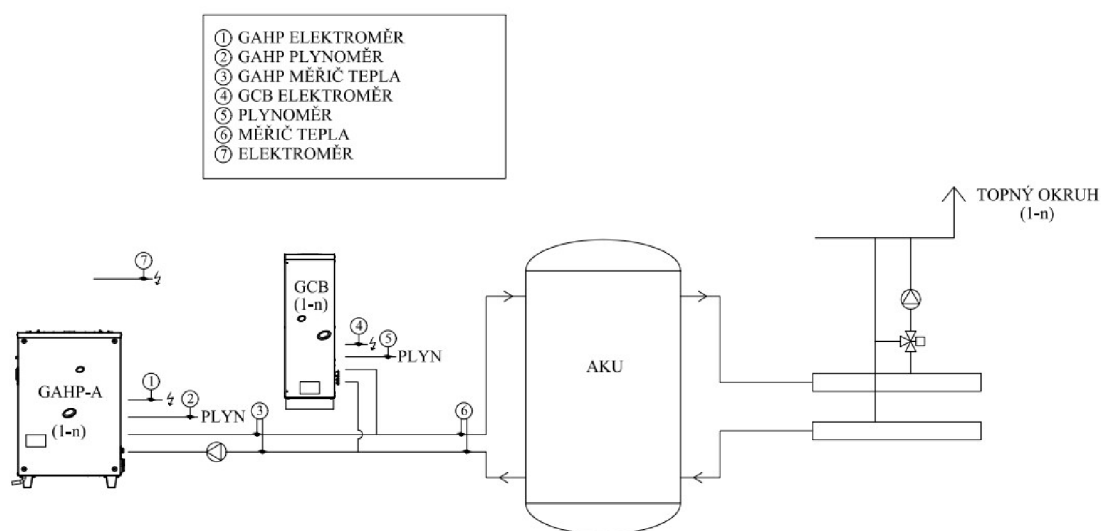 ① GAHP ELEKTROMĚR
② GAHP PLYNOMĚR
③ GAHP MĚŘIČ TEPLA
④ GCB ELEKTROMĚR
⑤ PLYNOMĚR
⑥ MĚŘIČ TEPLA
⑦ ELEKTROMĚR
TOPNÝ OKRUH
(1-n)
⑦
GCB
(1-n)
④
⑤
PLYN
AKU
GAHP-A
(1-n)
①
②
PLYN
③
⑥